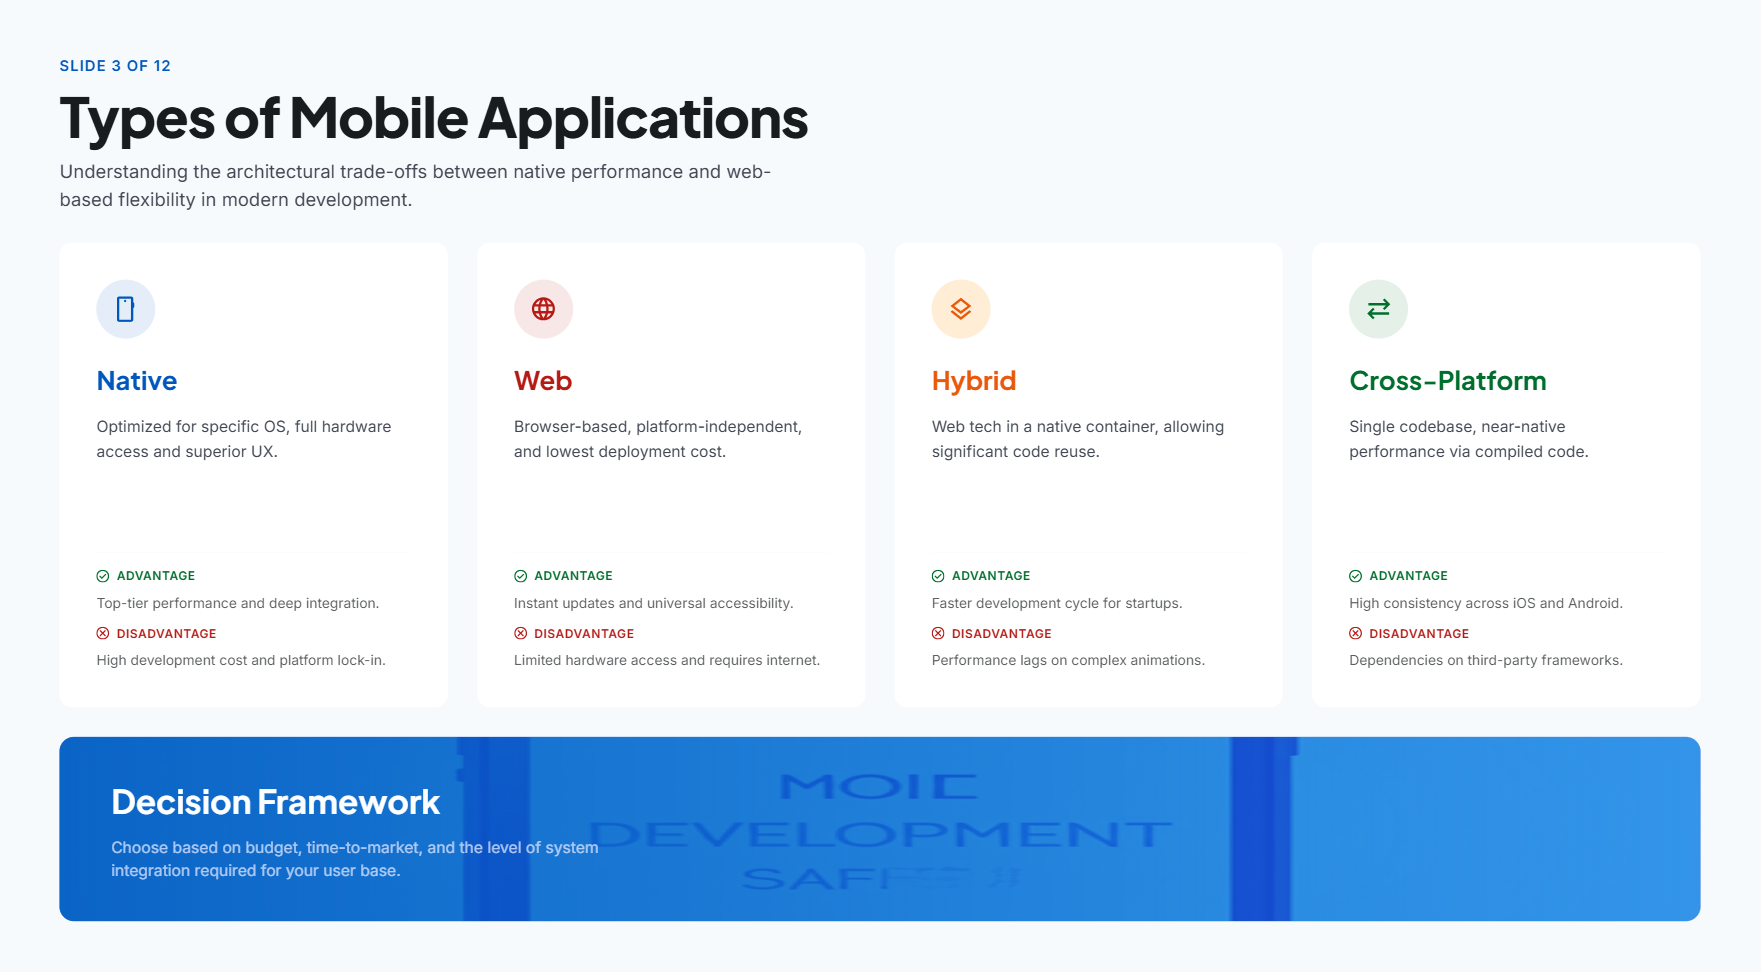 SLIDE 3 OF 12
Types of Mobile Applications
Understanding the architectural trade-offs between native performance and web-
based flexibility in modern development.
Native
Optimized for specific OS, full hardware
access and superior UX.
ADVANTAGE
Top-tier performance and deep integration.
DISADVANTAGE
High development cost and platform lock-in.
Web
Browser-based, platform-independent,
and lowest deployment cost.
ADVANTAGE
Instant updates and universal accessibility.
DISADVANTAGE
Limited hardware access and requires internet.
Hybrid
Web tech in a native container, allowing
significant code reuse.
ADVANTAGE
Faster development cycle for startups.
DISADVANTAGE
Performance lags on complex animations.
Cross-Platform
Single codebase, near-native
performance via compiled code.
ADVANTAGE
High consistency across iOS and Android.
DISADVANTAGE
Dependencies on third-party frameworks.
Decision Framework
Choose based on budget, time-to-market, and the level of system
integration required for your user base.
DEVELOPMENT